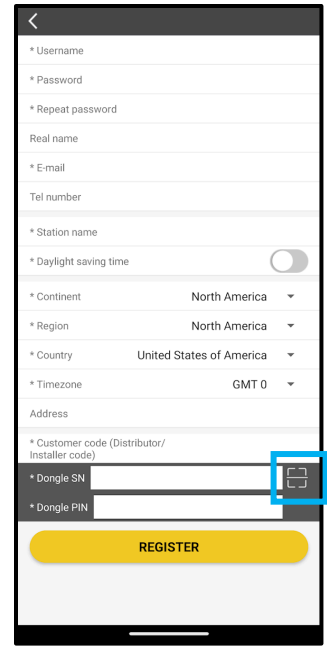 * Username
* Password
* Repeat password
Real name
* E-mail
Tel number
* Station name
* Daylight saving time
* Continent North America
* Region North America
* Country United States of America
* Timezone GMT 0
Address
* Customer code (Distributor/
Installer code)
* Dongle SN
* Dongle PIN
REGISTER